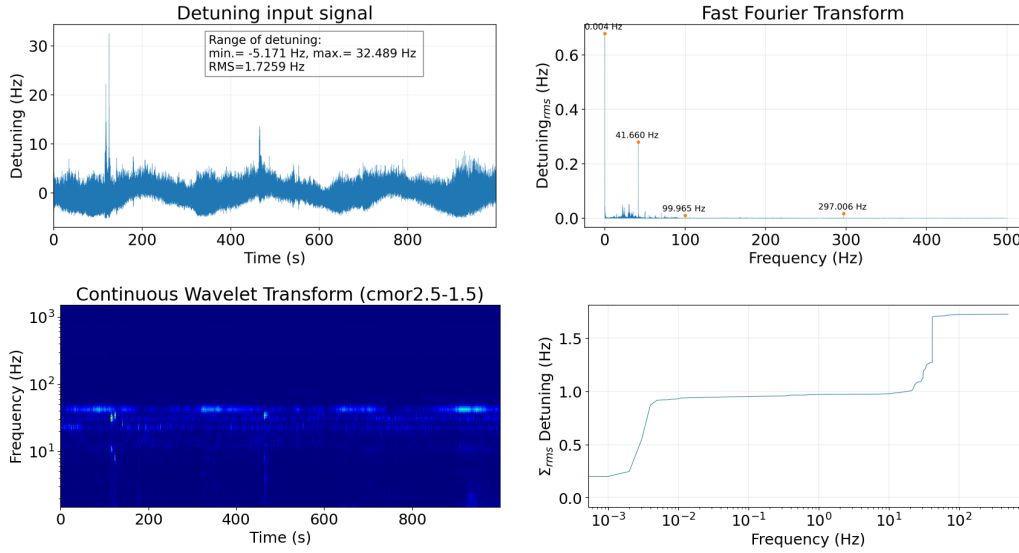 Detuning input signal
Detuning (Hz)
30
20
10
0
Range of detuning:
min.= -5.171 Hz, max.= 32.489 Hz
RMS=1.7259 Hz
0 200 400 600 800
Time (s)
Fast Fourier Transform
Detuning_rms (Hz)
0.6
0.4
0.2
0.0
0.004 Hz
41.660 Hz
99.965 Hz
297.006 Hz
0 100 200 300 400 500
Frequency (Hz)
Continuous Wavelet Transform (cmor2.5-1.5)
Frequency (Hz)
10³
10²
10¹
0 200 400 600 800
Time (s)
Σ_rms Detuning (Hz)
1.5
1.0
0.5
0.0
10⁻³ 10⁻² 10⁻¹ 10⁰ 10¹ 10²
Frequency (Hz)